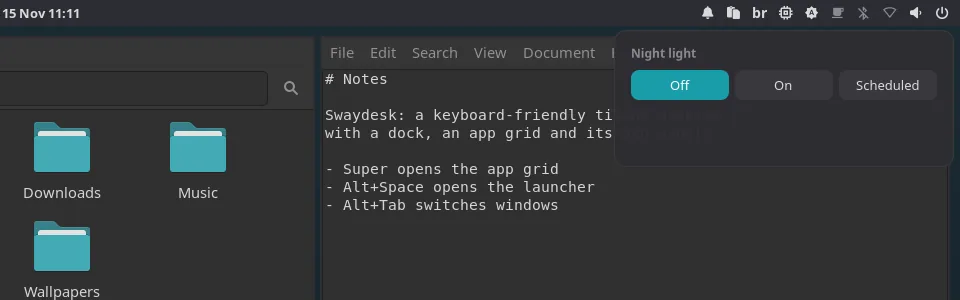 15 Nov 11:11
br
Night light
Off
On
Scheduled
File Edit Search View Document
# Notes
Swaydesk: a keyboard-friendly
with a dock, an app grid and its
- Super opens the app grid
- Alt+Space opens the launcher
- Alt+Tab switches windows
Downloads
Music
Wallpapers